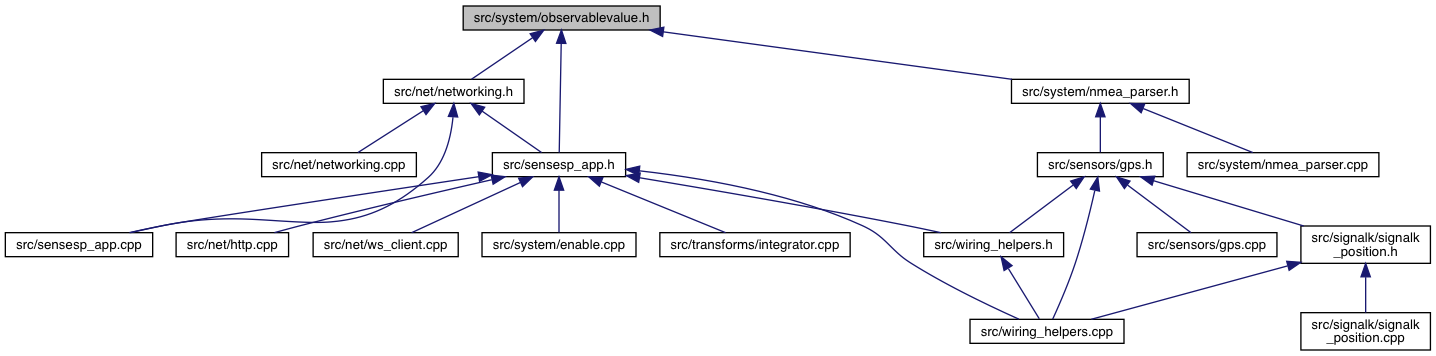 src/system/observablevalue.h
src/net/networking.h
src/system/nmea_parser.h
src/net/networking.cpp
src/sensesp_app.h
src/sensors/gps.h
src/system/nmea_parser.cpp
src/sensesp_app.cpp
src/net/http.cpp
src/net/ws_client.cpp
src/system/enable.cpp
src/transforms/integrator.cpp
src/wiring_helpers.h
src/sensors/gps.cpp
src/signalk/signalk
_position.h
src/wiring_helpers.cpp
src/signalk/signalk
_position.cpp